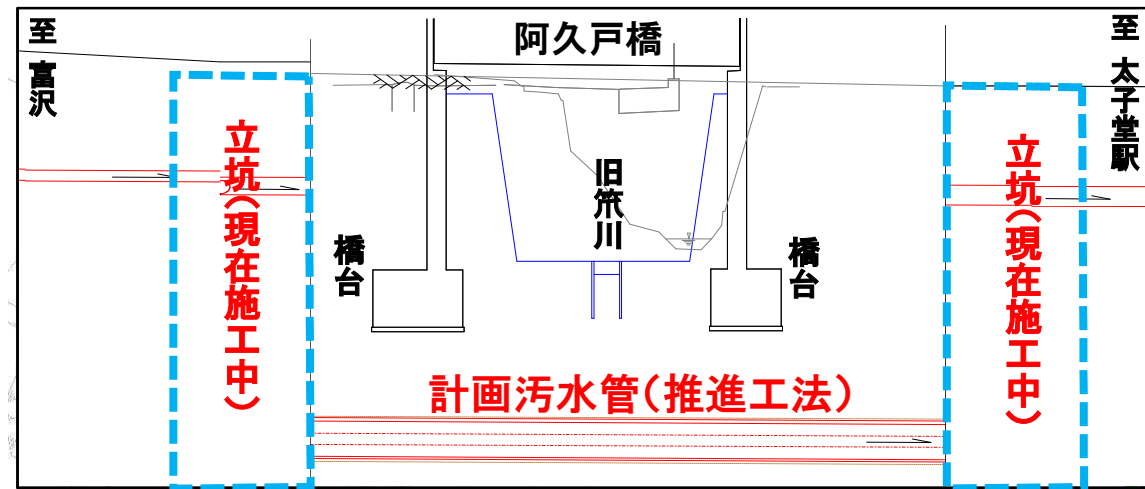 至 富沢
阿久戸橋
至 太子堂駅
立坑(現在施工中)
旧笊川
立坑(現在施工中)
橋台
橋台
計画汚水管(推進工法)